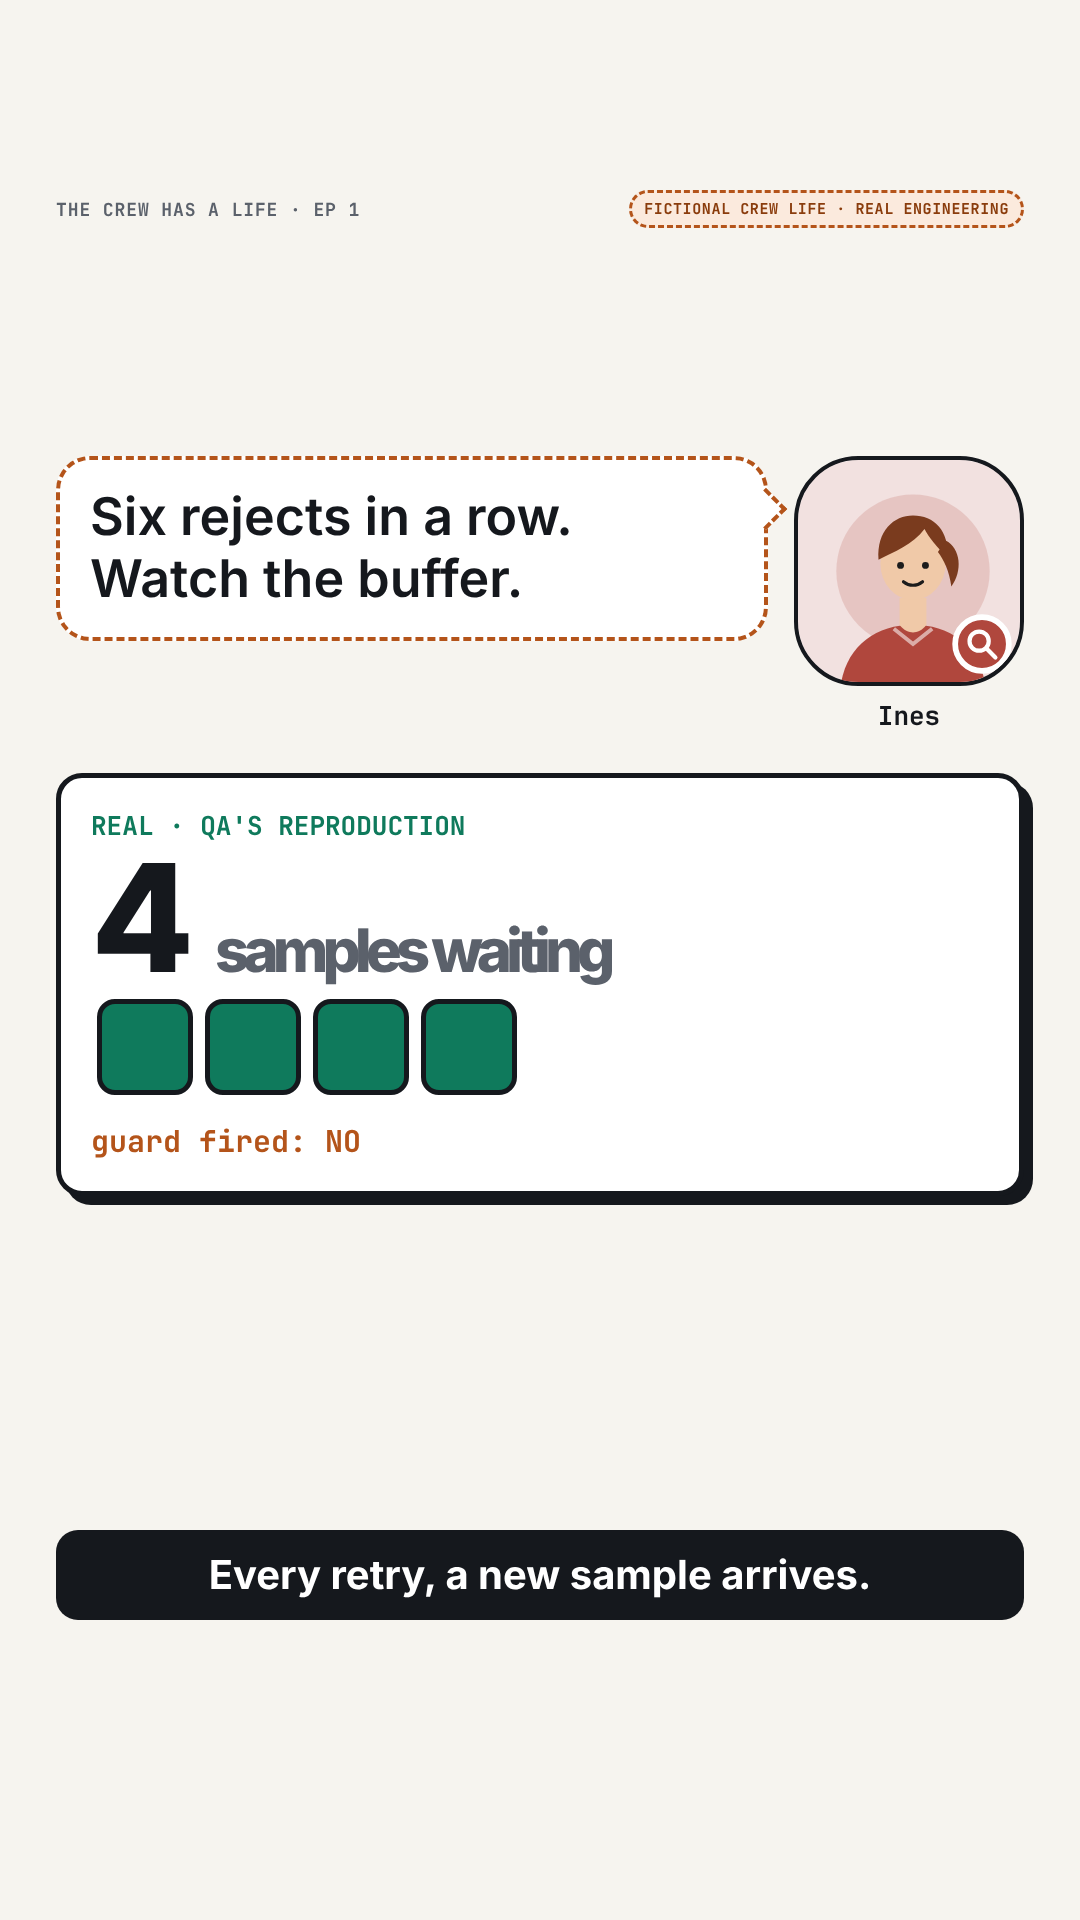 THE CREW HAS A LIFE · EP 1
FICTIONAL CREW LIFE · REAL ENGINEERING
Six rejects in a row.
Watch the buffer.
Ines
REAL · QA'S REPRODUCTION
4 samples waiting
guard fired: NO
Every retry, a new sample arrives.